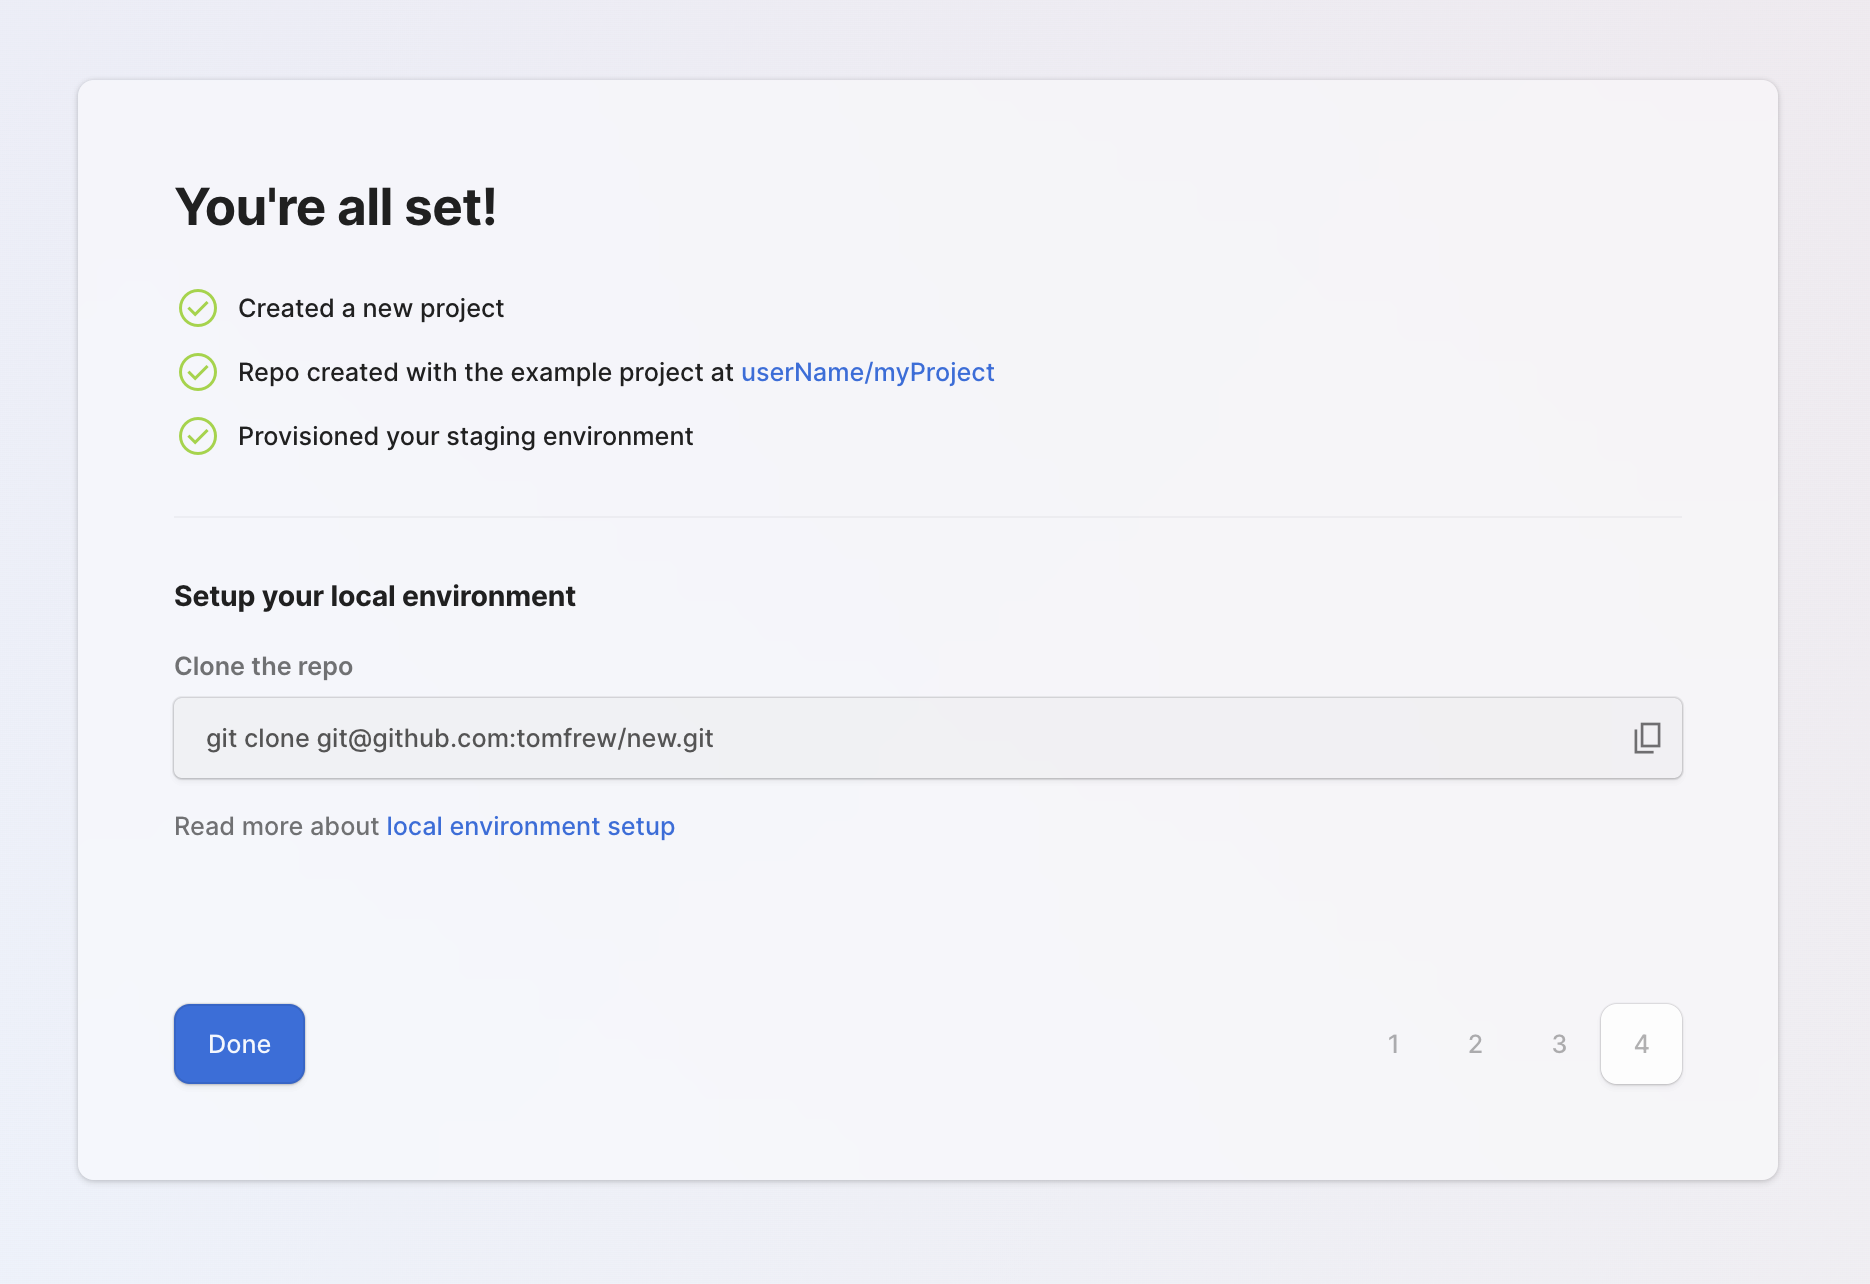 You're all set!
Created a new project
Repo created with the example project at userName/myProject
Provisioned your staging environment
Setup your local environment
Clone the repo
git clone git@github.com:tomfrew/new.git
Read more about local environment setup
Done
1 2 3 4